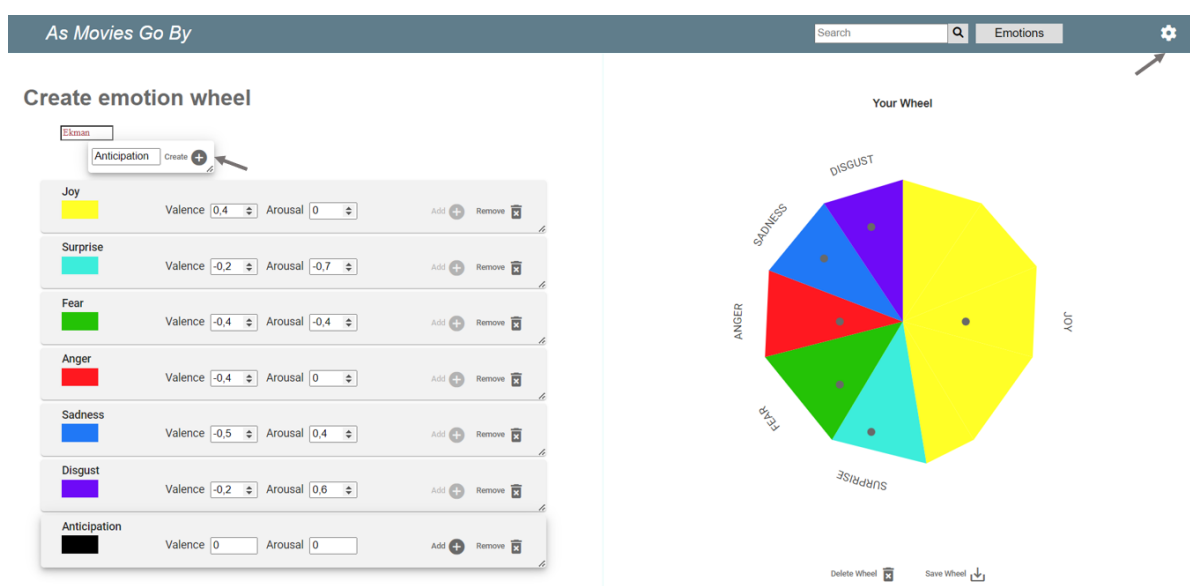 As Movies Go By
Search
Emotions
Create emotion wheel
Ekman
Anticipation Create
Joy
Valence 0,4 Arousal 0 Add Remove
Surprise
Valence -0,2 Arousal -0,7 Add Remove
Fear
Valence -0,4 Arousal -0,4 Add Remove
Anger
Valence -0,4 Arousal 0 Add Remove
Sadness
Valence -0,5 Arousal 0,4 Add Remove
Disgust
Valence -0,2 Arousal 0,6 Add Remove
Anticipation
Valence 0 Arousal 0 Add Remove
Your Wheel
DISGUST
SADNESS
ANGER
JOY
FEAR
SURPRISE
Delete Wheel
Save Wheel